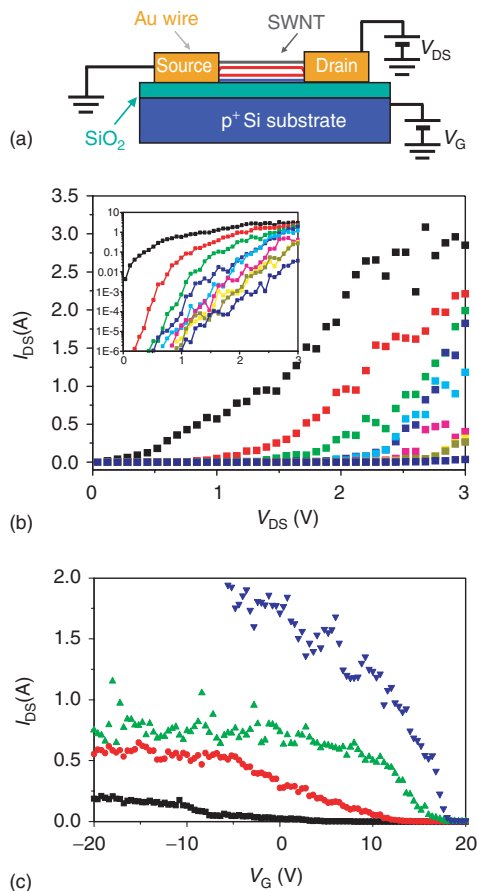 Au wire
SWNT
Source
Drain
V_DS
SiO₂
p⁺ Si substrate
V_G
(a)
3.5
3.0
2.5
2.0
1.5
1.0
0.5
0.0
I_DS(A)
10
1
0.1
0.01
1E-3
1E-4
1E-5
1E-6
0 1 2 3
0 1 2 3
V_DS (V)
(b)
2.0
1.5
1.0
0.5
0.0
I_DS(A)
−20 −10 0 10 20
V_G (V)
(c)